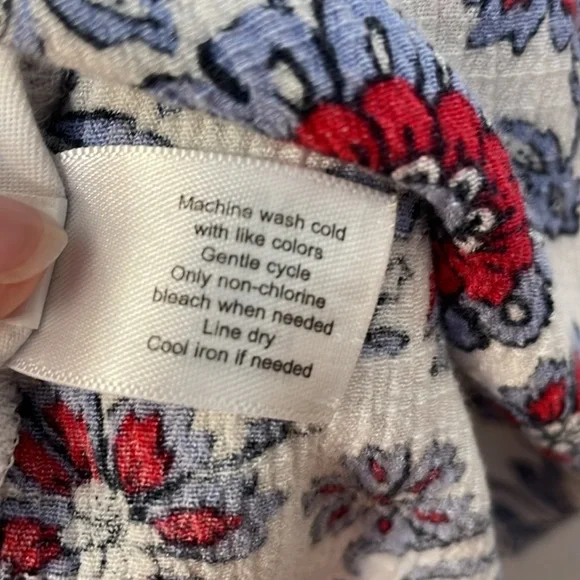 Machine wash cold
with like colors
Gentle cycle
Only non-chlorine
bleach when needed
Line dry
Cool iron if needed